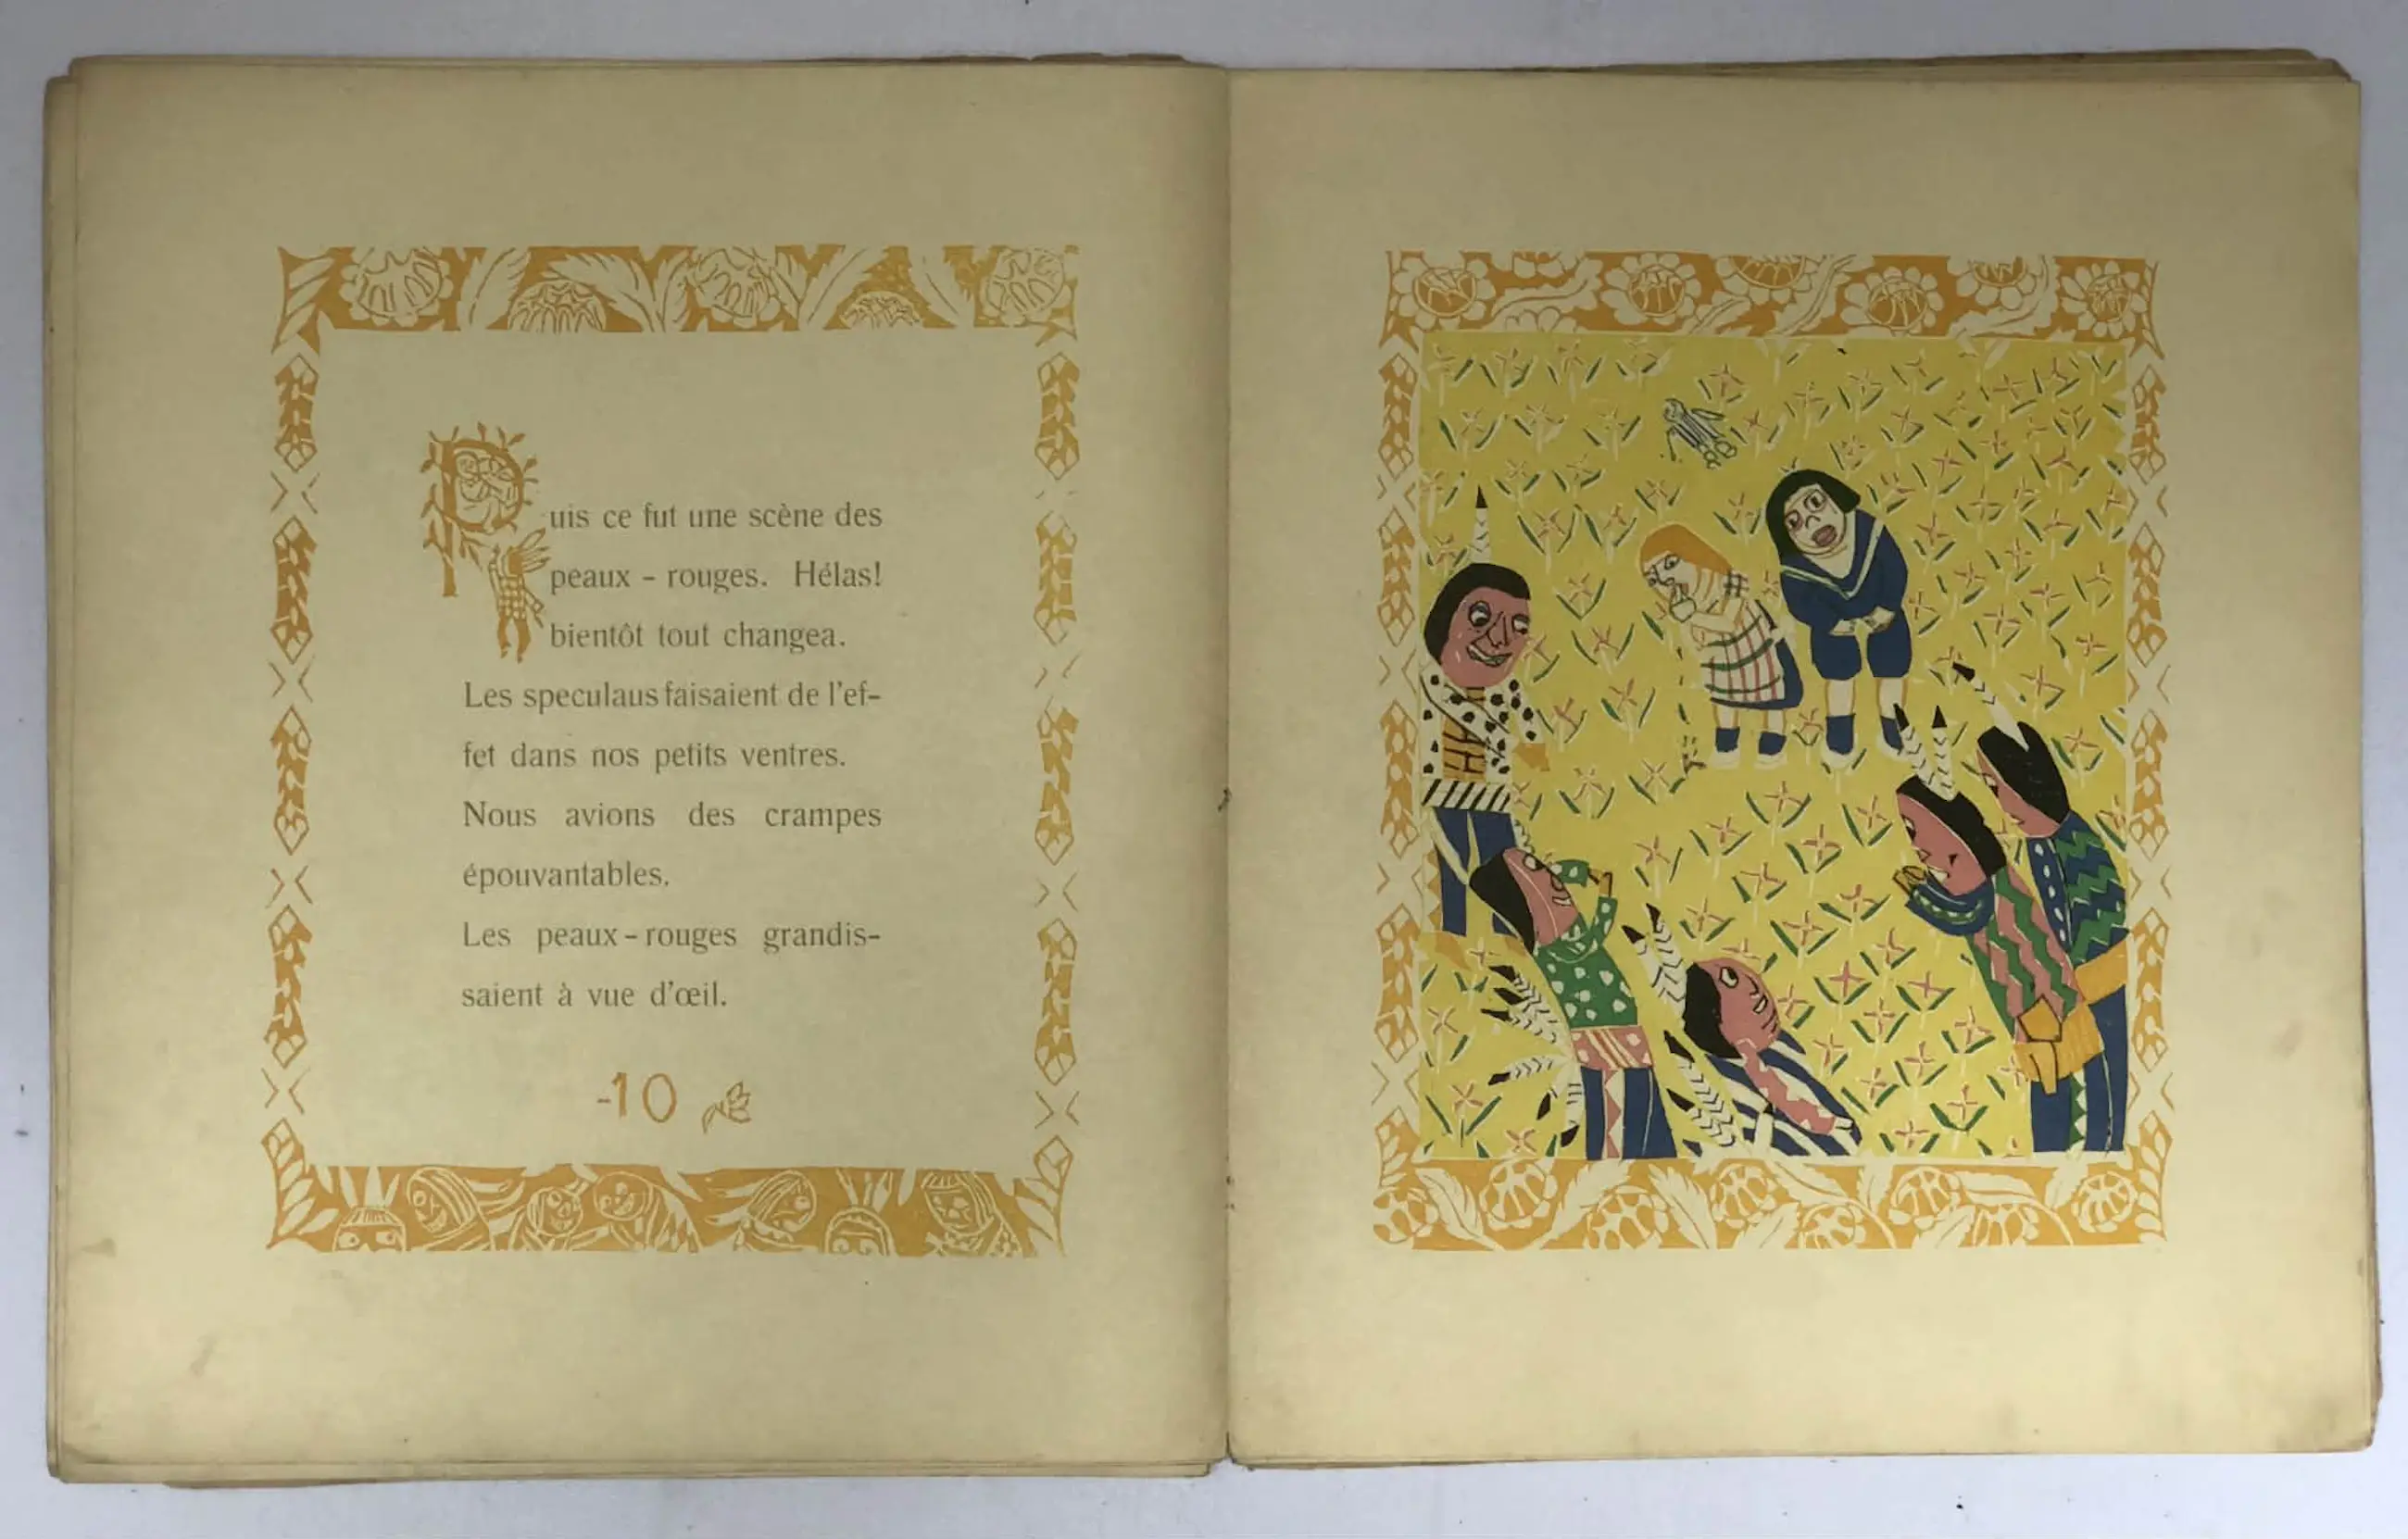 Puis ce fut une scène des
peaux-rouges. Hélas!
bientôt tout changea.
Les speculaus faisaient de l'ef-
fet dans nos petits ventres.
Nous avions des crampes
épouvantables.
Les peaux-rouges grandis-
saient à vue d'œil.
-10